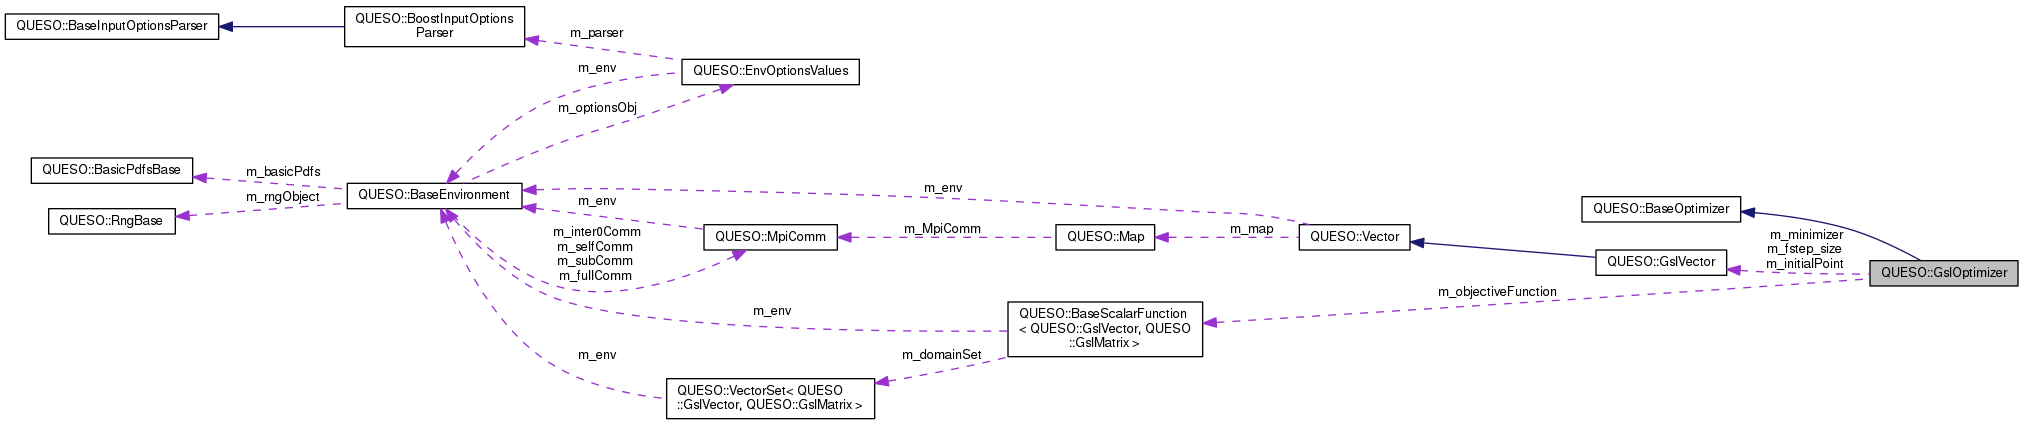 QUESO::BaseInputOptionsParser
QUESO::BoostInputOptions
Parser
m_parser
QUESO::EnvOptionsValues
m_env
m_optionsObj
QUESO::BasicPdfsBase
m_basicPdfs
QUESO::BaseEnvironment
m_rngObject
QUESO::RngBase
m_env
m_env
m_inter0Comm
m_selfComm
m_subComm
m_fullComm
QUESO::MpiComm
m_MpiComm
QUESO::Map
m_map
QUESO::Vector
QUESO::BaseOptimizer
QUESO::GslVector
m_minimizer
m_fstep_size
m_initialPoint
QUESO::GslOptimizer
m_objectiveFunction
m_env
QUESO::BaseScalarFunction
< QUESO::GslVector, QUESO
::GslMatrix >
m_env
m_domainSet
QUESO::VectorSet< QUESO
::GslVector, QUESO::GslMatrix >